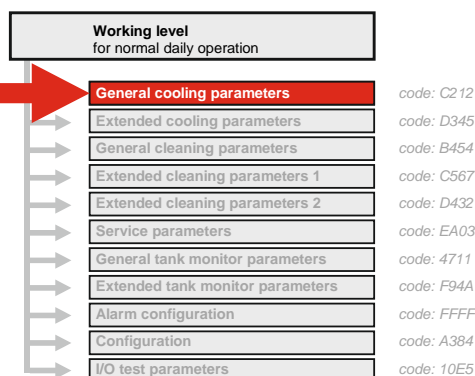 Working level
for normal daily operation
General cooling parameters code: C212
Extended cooling parameters code: D345
General cleaning parameters code: B454
Extended cleaning parameters 1 code: C567
Extended cleaning parameters 2 code: D432
Service parameters code: EA03
General tank monitor parameters code: 4711
Extended tank monitor parameters code: F94A
Alarm configuration code: FFFF
Configuration code: A384
I/O test parameters code: 10E5